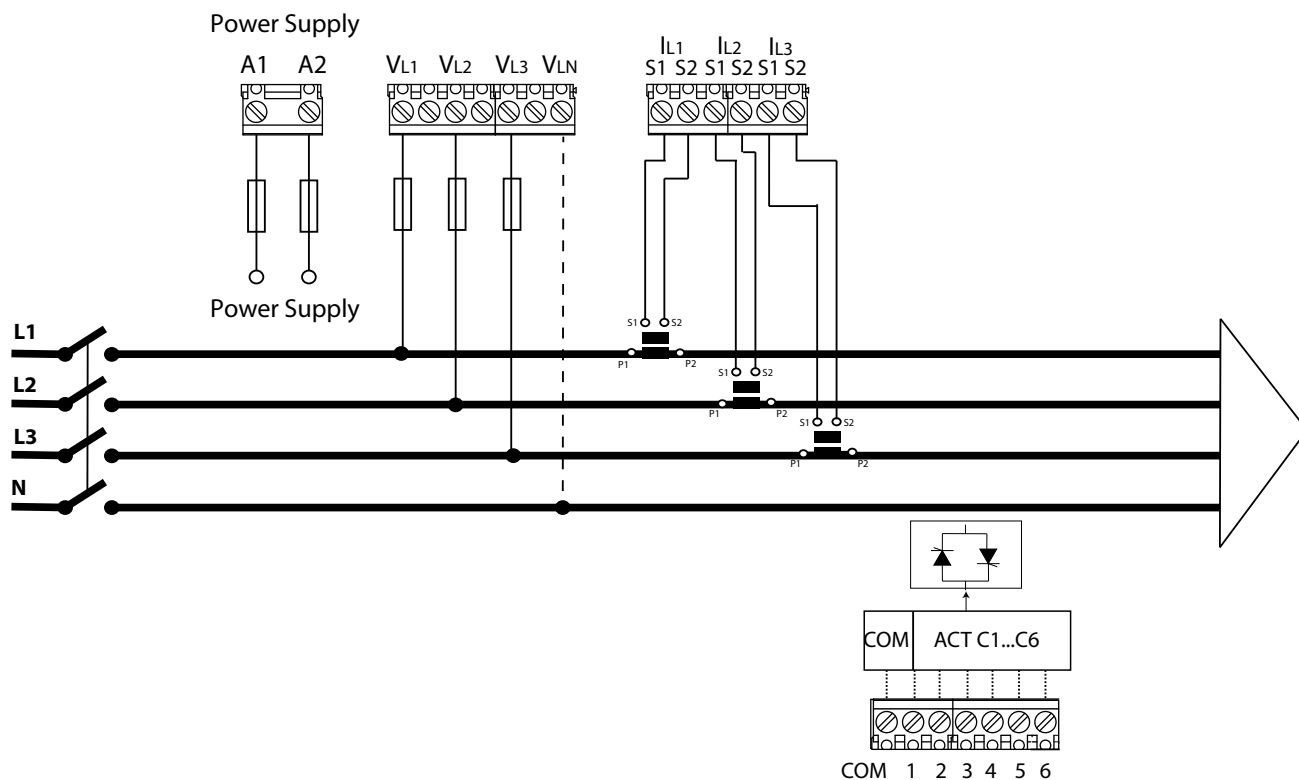 Power Supply
A1 A2
VL1 VL2 VL3 VLN
IL1 IL2 IL3
S1 S2 S1 S2 S1 S2
Power Supply
L1
S1 S2
P1 P2
L2
S1 S2
P1 P2
L3
S1 S2
P1 P2
N
COM ACT C1...C6
COM 1 2 3 4 5 6